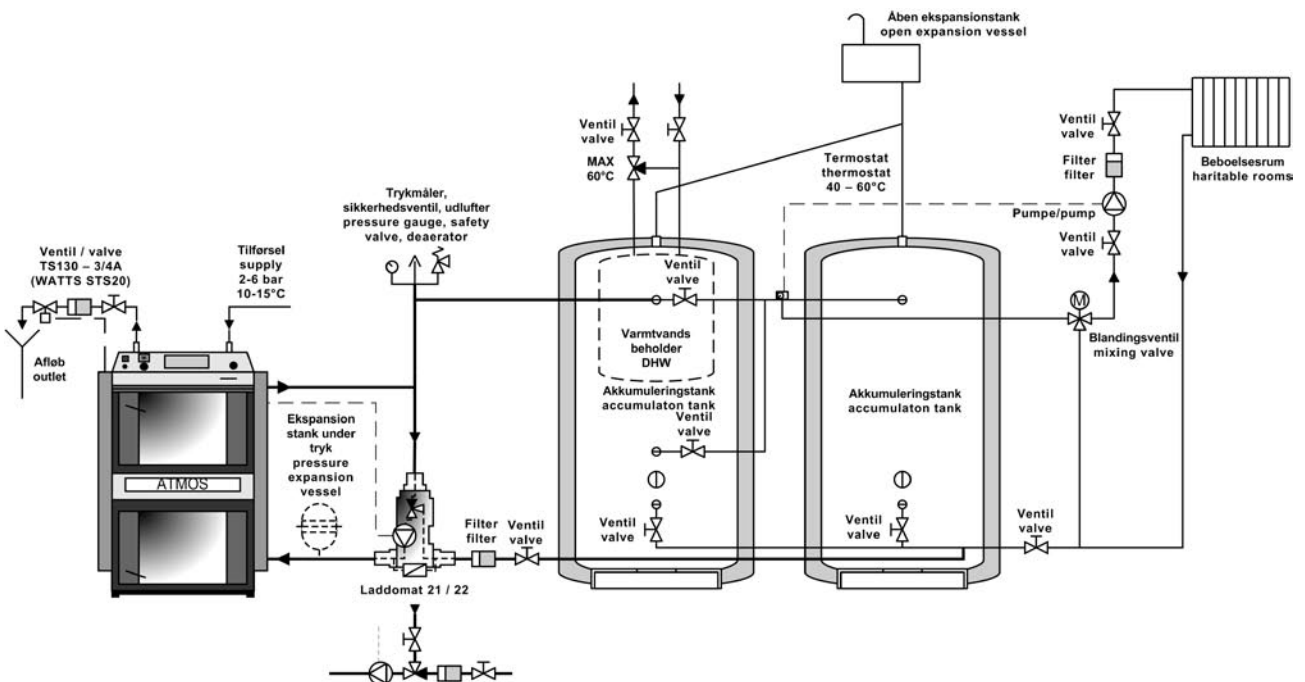 Åben ekspansionstank
open expansion vessel
Ventil
valve
MAX
60°C
Termostat
thermostat
40 – 60°C
Ventil
valve
Filter
filter
Pumpe/pump
Ventil
valve
Beboelsesrum
haritable rooms
Trykmåler,
sikkerhedsventil, udlufter
pressure gauge, safety
valve, deaerator
Ventil / valve
TS130 – 3/4A
(WATTS STS20)
Tilførsel
supply
2-6 bar
10-15°C
Afløb
outlet
Ventil
valve
M
Blandingsventil
mixing valve
Varmtvands
beholder
DHW
Akkumuleringstank
accumulaton tank
Akkumuleringstank
accumulaton tank
Ventil
valve
Ekspansion
stank under
tryk
pressure
expansion
vessel
ATMOS
Filter
filter
Ventil
valve
Ventil
valve
Ventil
valve
Ventil
valve
Laddomat 21 / 22